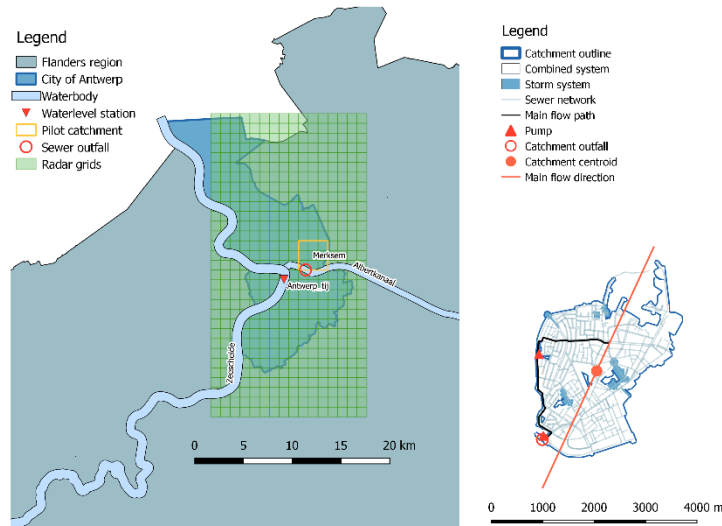 Legend
Flanders region
City of Antwerp
Waterbody
Waterlevel station
Pilot catchment
Sewer outfall
Radar grids
Merksem
Albertkanaal
Antwerp tij
Zeeschelde
0 5 10 15 20 km
Legend
Catchment outline
Combined system
Storm system
Sewer network
Main flow path
Pump
Catchment outfall
Catchment centroid
Main flow direction
0 1000 2000 3000 4000 m